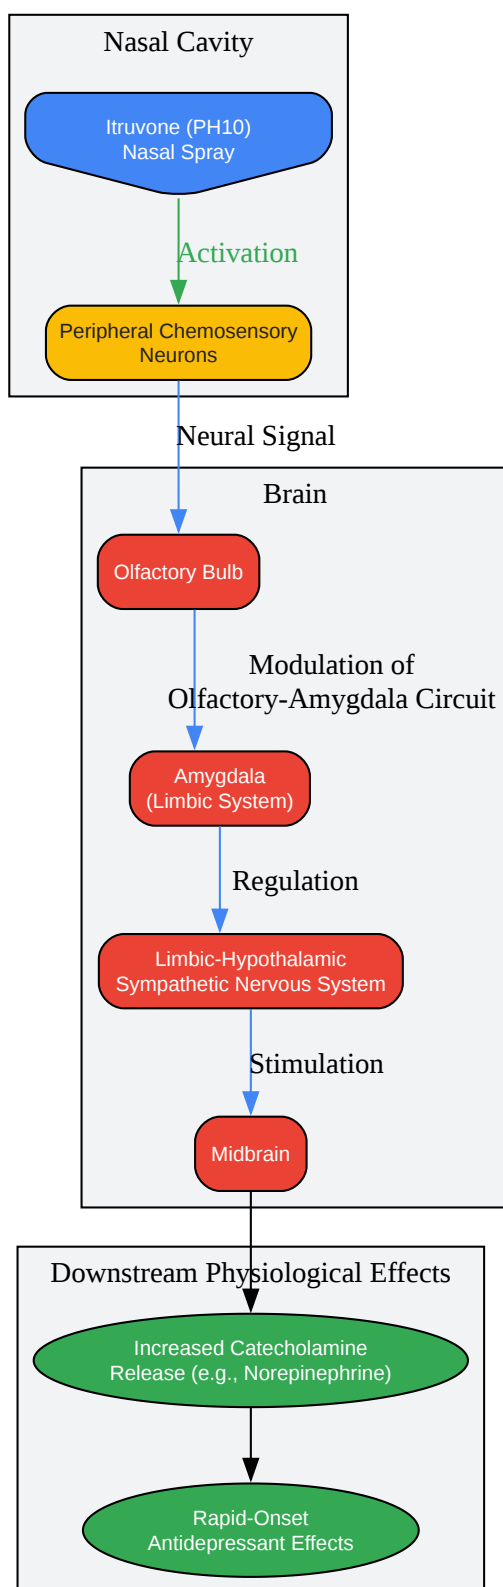 Nasal Cavity
Itruvone (PH10)
Nasal Spray
Activation
Peripheral Chemosensory
Neurons
Neural Signal
Brain
Olfactory Bulb
Modulation of
Olfactory-Amygdala Circuit
Amygdala
(Limbic System)
Regulation
Limbic-Hypothalamic
Sympathetic Nervous System
Stimulation
Midbrain
Downstream Physiological Effects
Increased Catecholamine
Release (e.g., Norepinephrine)
Rapid-Onset
Antidepressant Effects